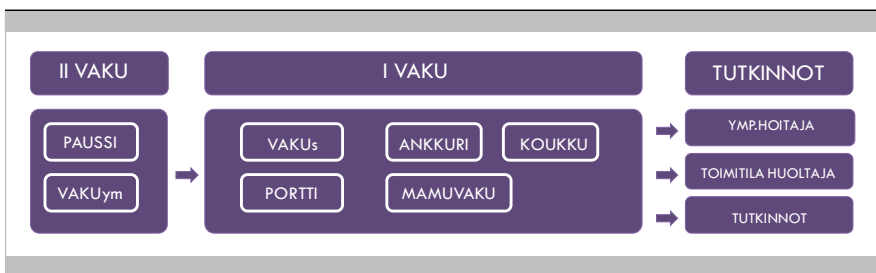 II VAKU
I VAKU
TUTKINNOT
PAUSSI
VAKUym
VAKUs
ANKKURI
KOUKKU
PORTTI
MAMUVAKU
YMP.HOITAJA
TOIMITILA HUOLTAJA
TUTKINNOT